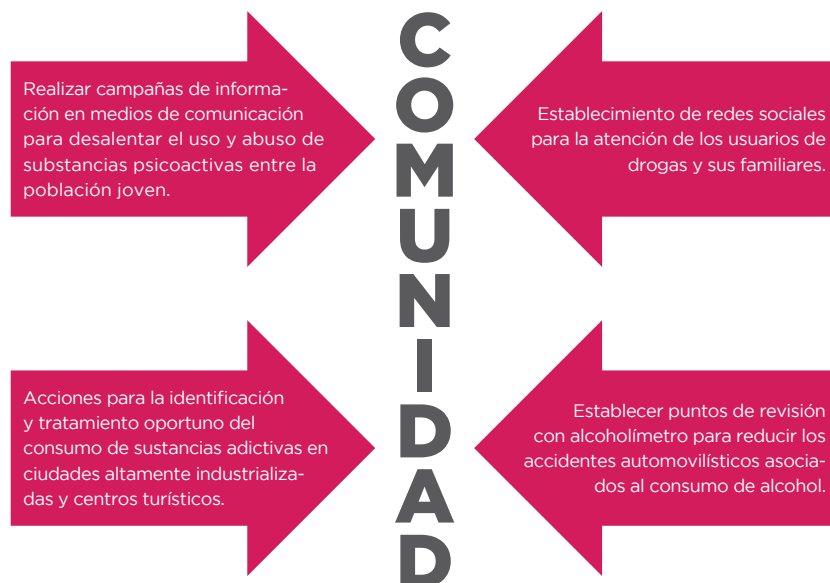 Realizar campañas de informa-
ción en medios de comunicación
para desalentar el uso y abuso de
substancias psicoactivas entre la
población joven.
COMUNIDAD
Establecimiento de redes sociales
para la atención de los usuarios de
drogas y sus familiares.
Acciones para la identificación
y tratamiento oportuno del
consumo de sustancias adictivas en
ciudades altamente industrializa-
das y centros turísticos.
Establecer puntos de revisión
con alcoholímetro para reducir los
accidentes automovilísticos asocia-
dos al consumo de alcohol.